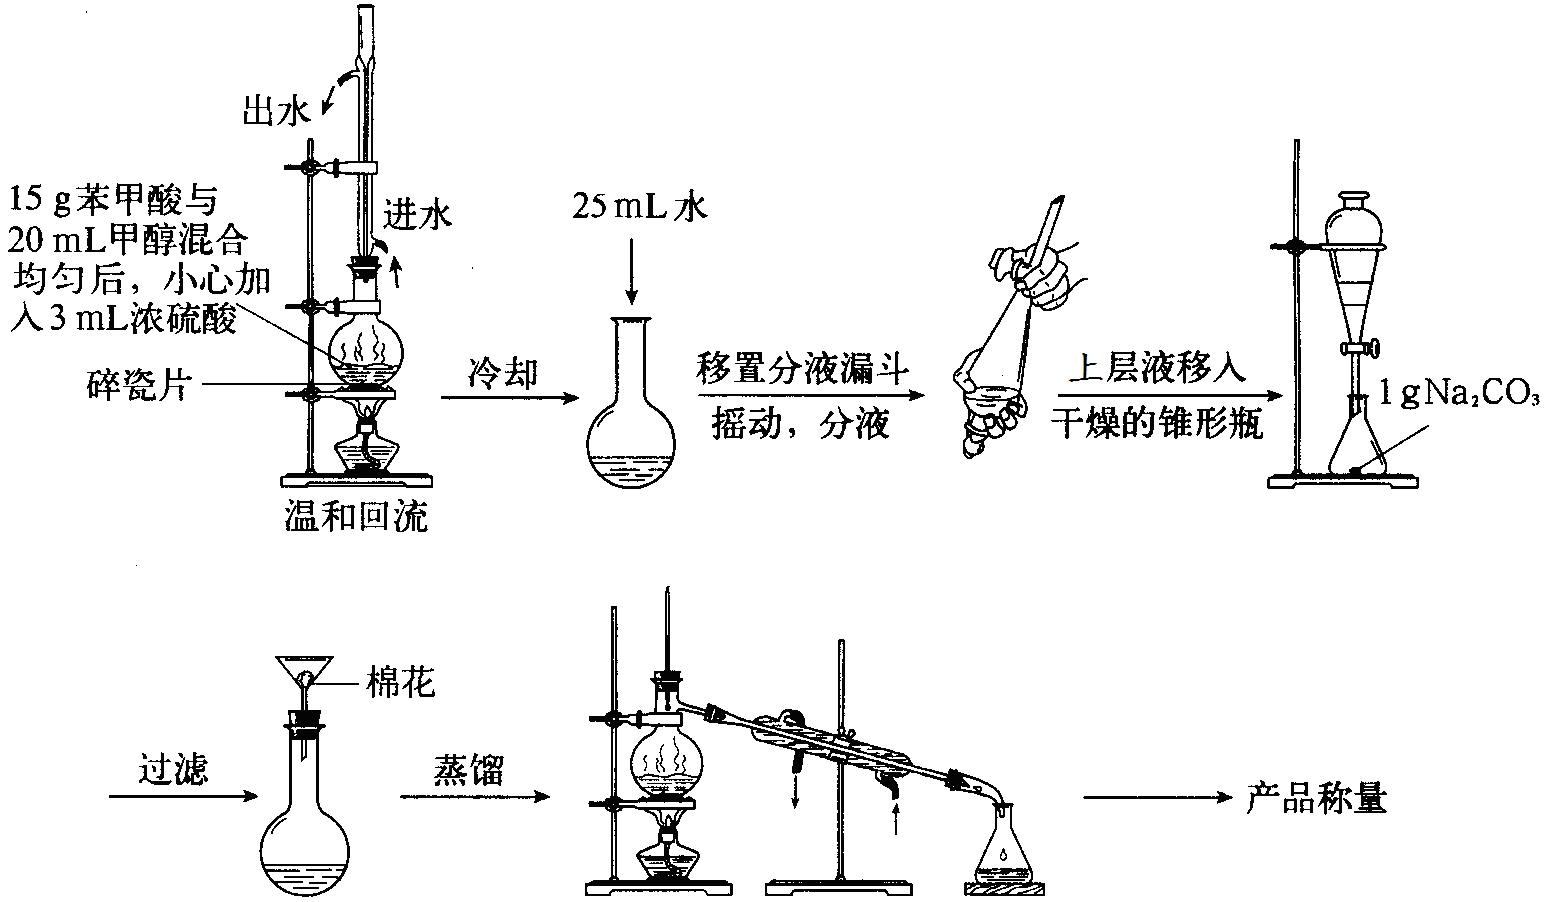 出水
15 g苯甲酸与
20 mL甲醇混合
均匀后，小心加
入3 mL浓硫酸
进水
碎瓷片
温和回流
冷却
25 mL水
移置分液漏斗
摇动，分液
上层液移入
干燥的锥形瓶
1 g Na₂CO₃
过滤
棉花
蒸馏
产品称量